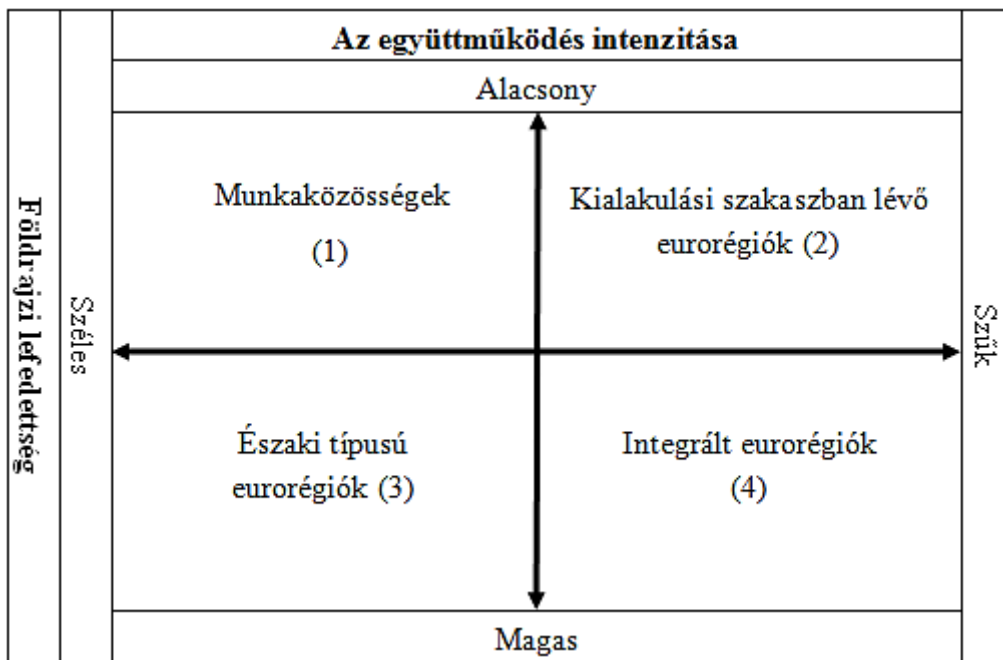 Az együttműködés intenzitása
Alacsony
Földrajzi lefedettség
Széles
Munkaközösségek
(1)
Kialakulási szakaszban lévő
eurorégiók (2)
Szűk
Északi típusú
eurorégiók (3)
Integrált eurorégiók
(4)
Magas